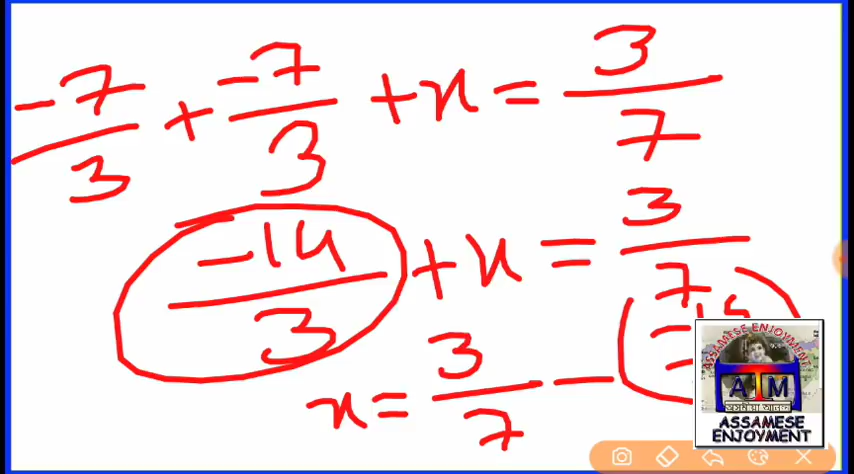 -7/3 + -7/3 + x = 3/7
-14/3 + x = 3/7
x = 3/7 -
ASSAMESE ENJOYMENT
ATM
ASSAMESE
ENJOYMENT